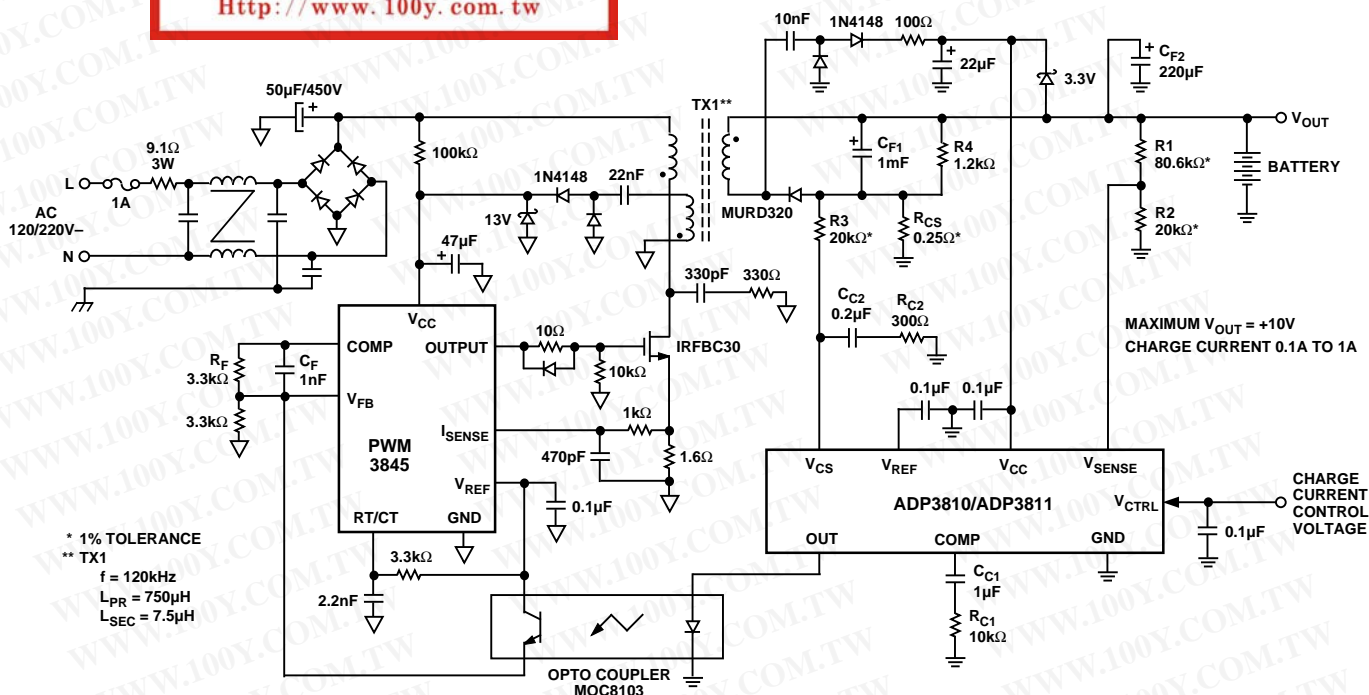 Http://www.100y.com.tw
10nF
1N4148
100Ω
22µF
3.3V
+ CF2
220µF
50µF/450V
+
TX1**
9.1Ω
3W
L
1A
AC
120/220V–
N
100kΩ
1N4148
22nF
13V
+ 47µF
MURD320
+ CF1
1mF
R4
1.2kΩ
R3
20kΩ*
RCS
0.25Ω*
VOUT
R1
80.6kΩ*
BATTERY
R2
20kΩ*
330pF
330Ω
CC2
0.2µF
RC2
300Ω
MAXIMUM VOUT = +10V
CHARGE CURRENT 0.1A TO 1A
VCC
COMP
OUTPUT
10Ω
IRFBC30
10kΩ
RF
3.3kΩ
CF
1nF
VFB
3.3kΩ
PWM
3845
ISENSE
1kΩ
470pF
1.6Ω
VREF
0.1µF
RT/CT
GND
3.3kΩ
2.2nF
0.1µF
0.1µF
VCS
VREF
VCC
VSENSE
ADP3810/ADP3811
VCTRL
OUT
COMP
GND
CHARGE
CURRENT
CONTROL
VOLTAGE
0.1µF
CC1
1µF
RC1
10kΩ
OPTO COUPLER
MOC8103
* 1% TOLERANCE
** TX1
f = 120kHz
LPR = 750µH
LSEC = 7.5µH
WWW.100Y.COM.TW